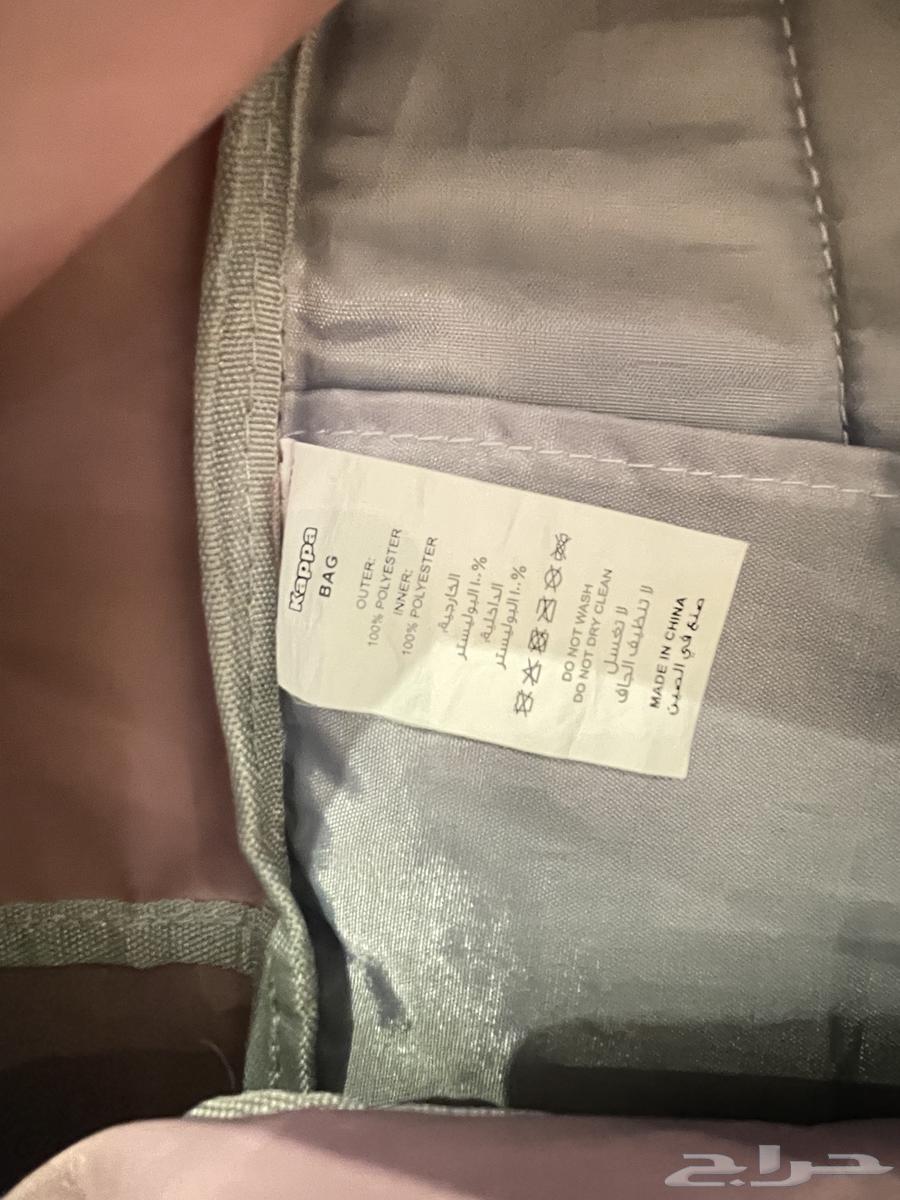 Kappa
BAG
OUTER:
100% POLYESTER
INNER:
100% POLYESTER
الخارجية:
١٠٠% البوليستر
الداخلية:
١٠٠% البوليستر
DO NOT WASH
DO NOT DRY CLEAN
لا تغسل
لا تنظيف الجاف
MADE IN CHINA
صنع في الصين
حراج